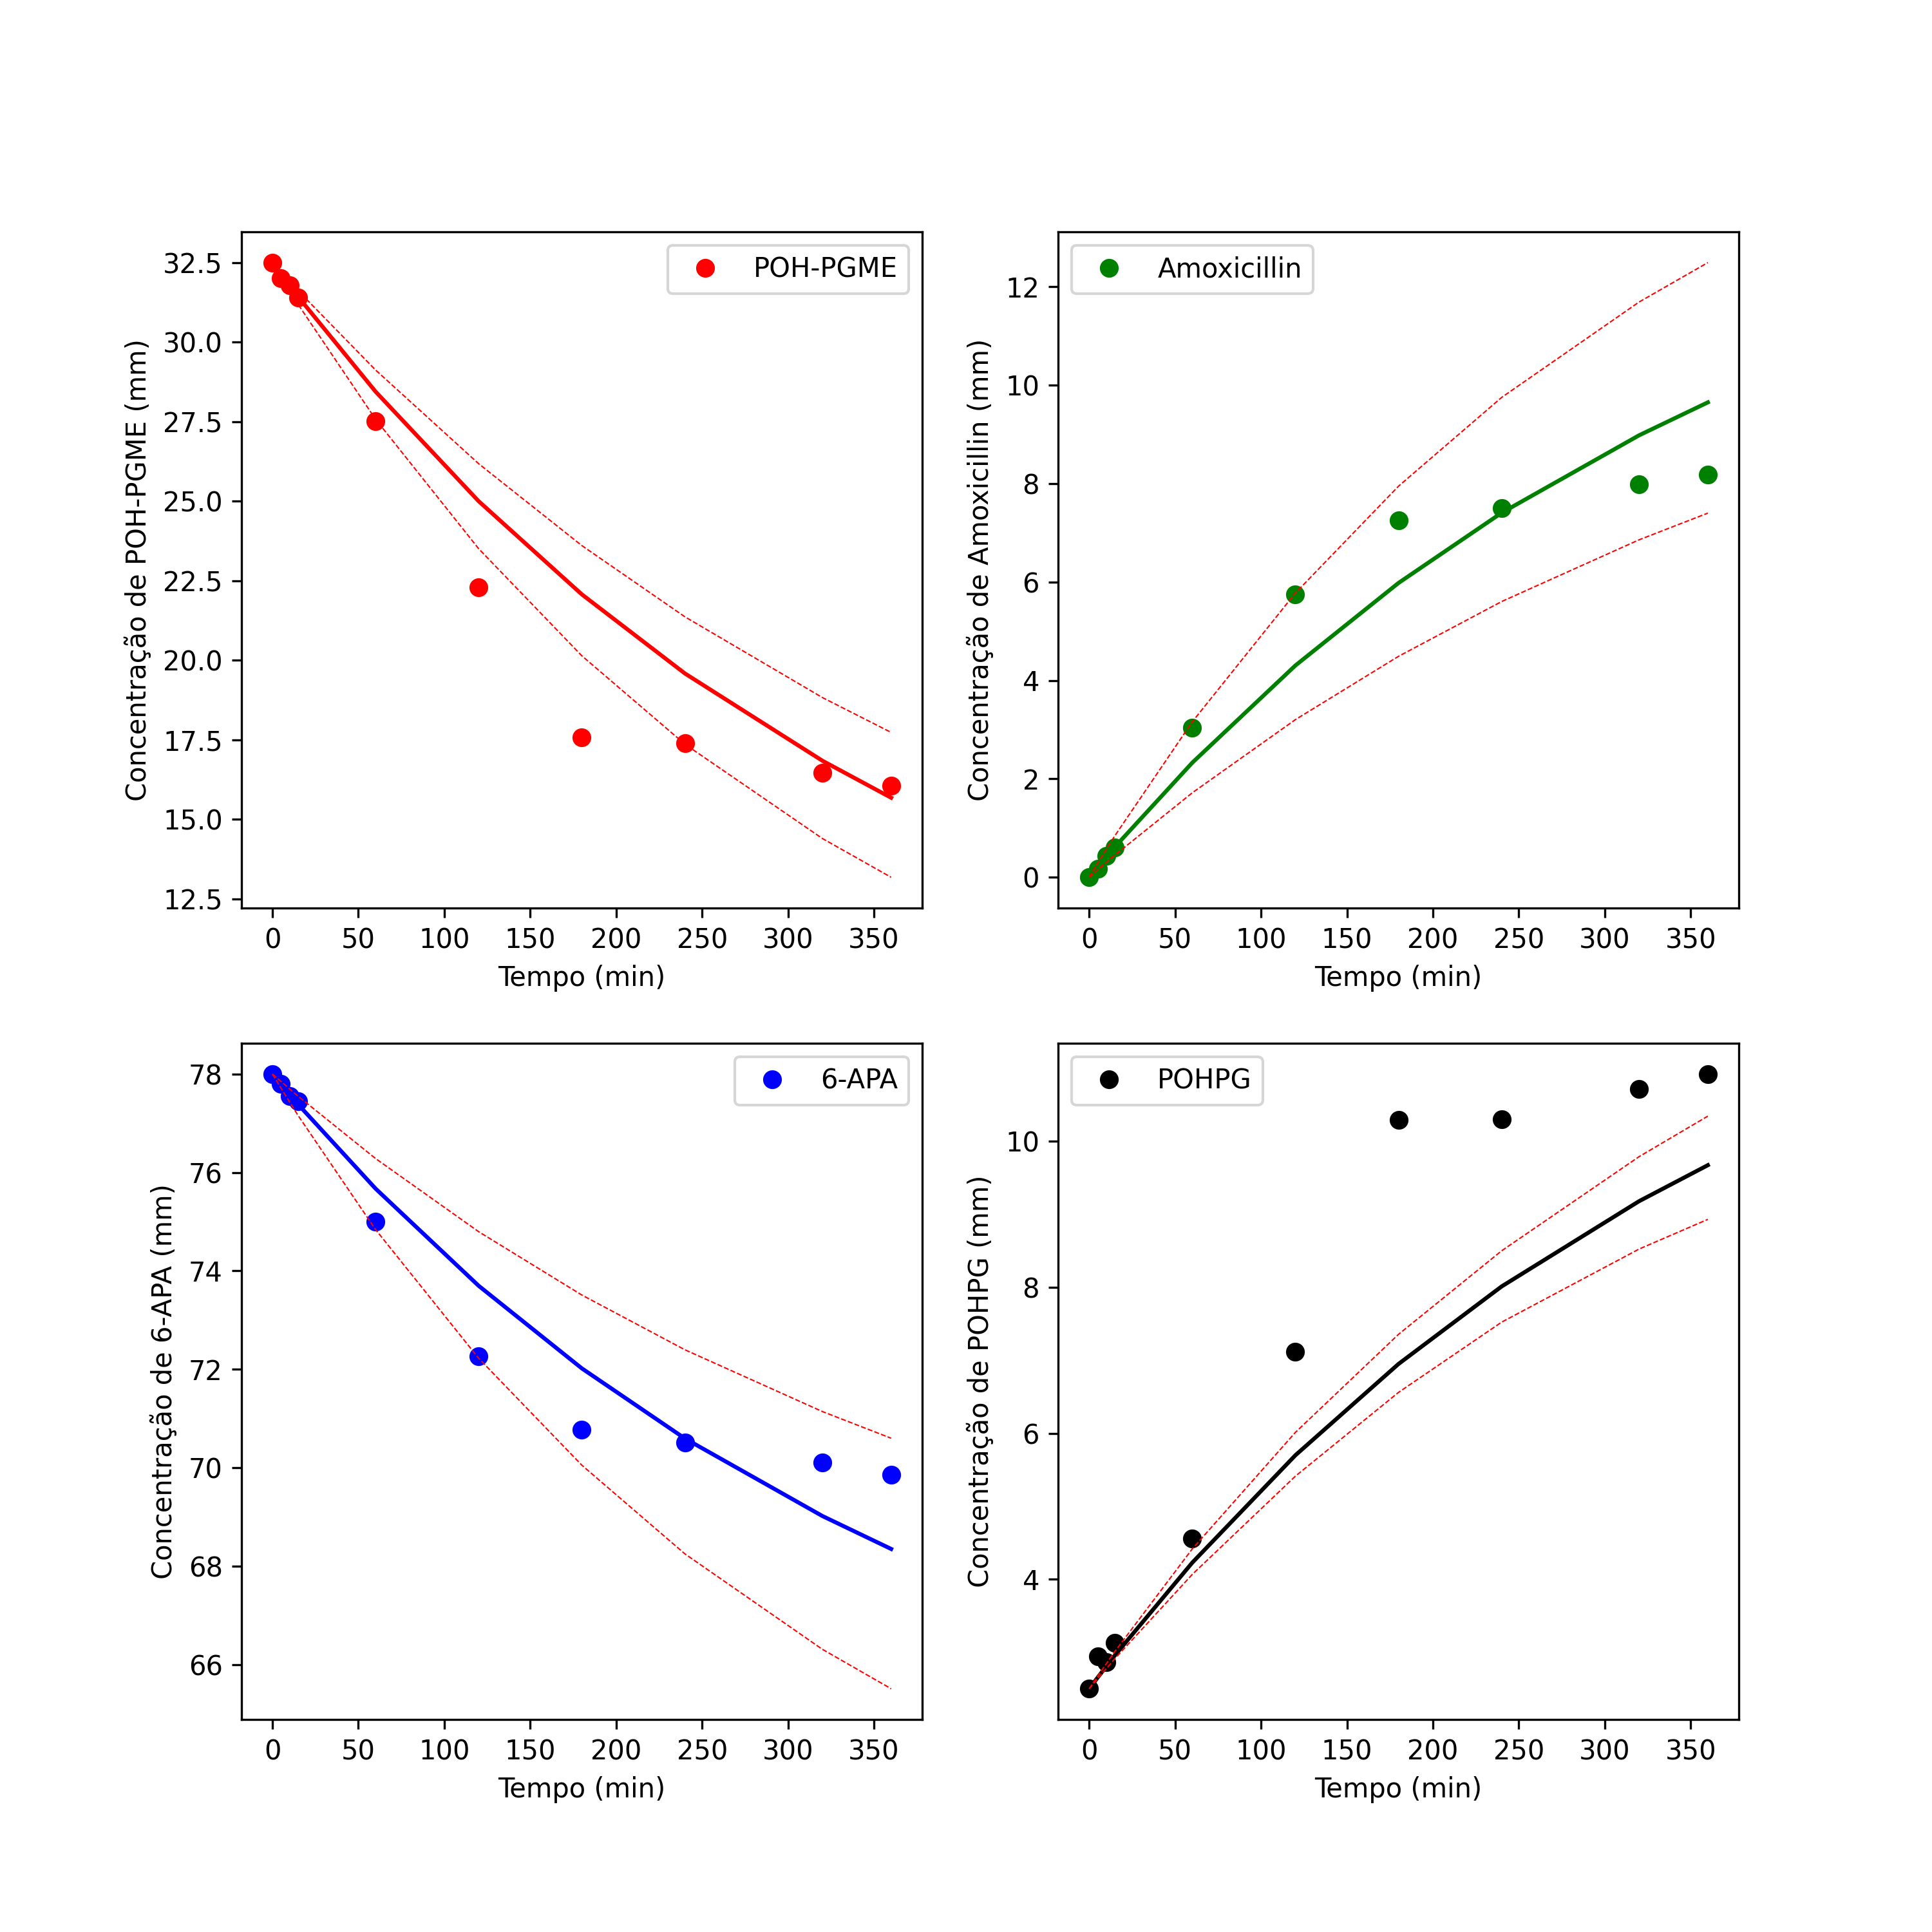 POH-PGME
Concentração de POH-PGME (mm)
32.5
30.0
27.5
25.0
22.5
20.0
17.5
15.0
12.5
0 50 100 150 200 250 300 350
Tempo (min)
Amoxicillin
Concentração de Amoxicillin (mm)
12
10
8
6
4
2
0
0 50 100 150 200 250 300 350
Tempo (min)
6-APA
Concentração de 6-APA (mm)
78
76
74
72
70
68
66
0 50 100 150 200 250 300 350
Tempo (min)
POHPG
Concentração de POHPG (mm)
10
8
6
4
0 50 100 150 200 250 300 350
Tempo (min)